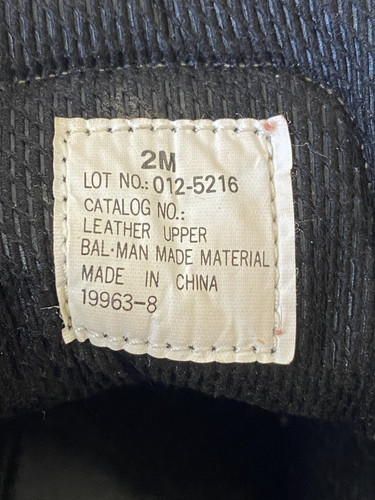 2M
LOT NO.: 012-5216
CATALOG NO.:
LEATHER UPPER
BAL·MAN MADE MATERIAL
MADE IN CHINA
19963-8